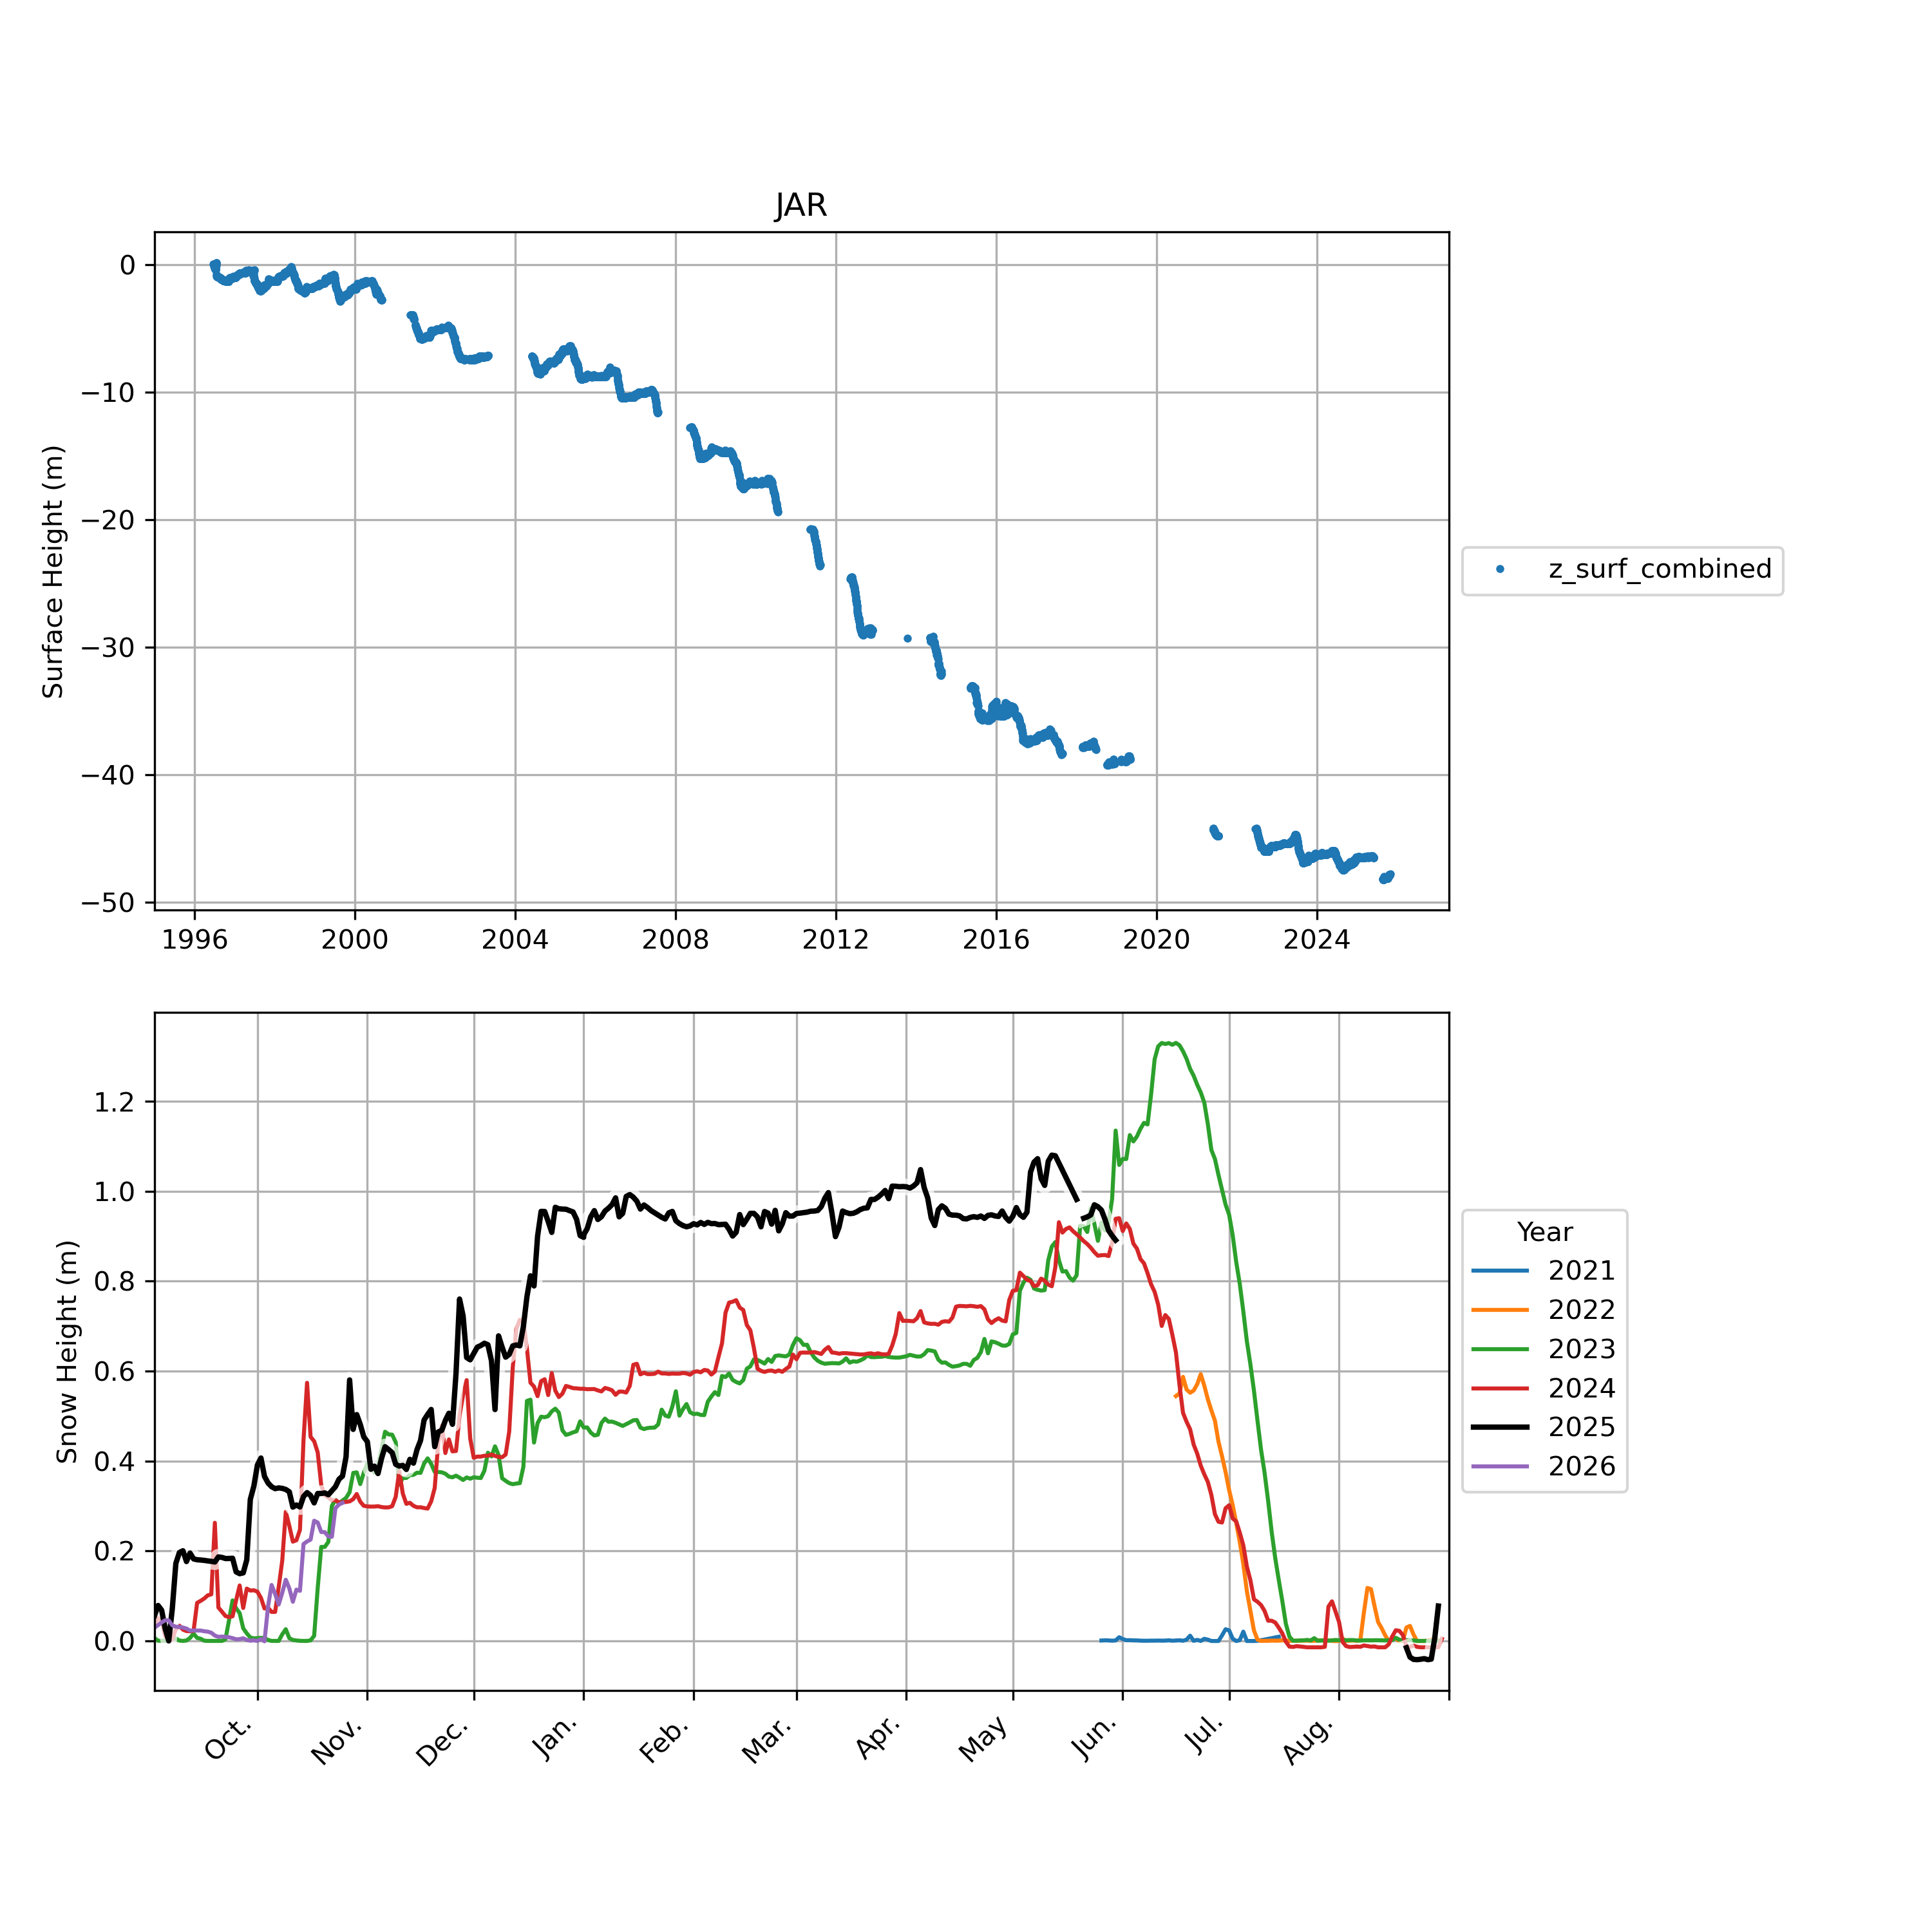 JAR
Surface Height (m)
0
−10
−20
−30
−40
−50
1996 2000 2004 2008 2012 2016 2020 2024
z_surf_combined
Snow Height (m)
1.2
1.0
0.8
0.6
0.4
0.2
0.0
Oct. Nov. Dec. Jan. Feb. Mar. Apr. May Jun. Jul. Aug.
Year
2021
2022
2023
2024
2025
2026